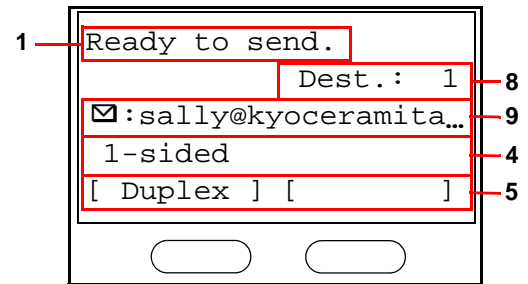 1 Ready to send.
Dest.: 1 8
:sally@kyoceramita… 9
1-sided 4
[ Duplex ] [ ] 5